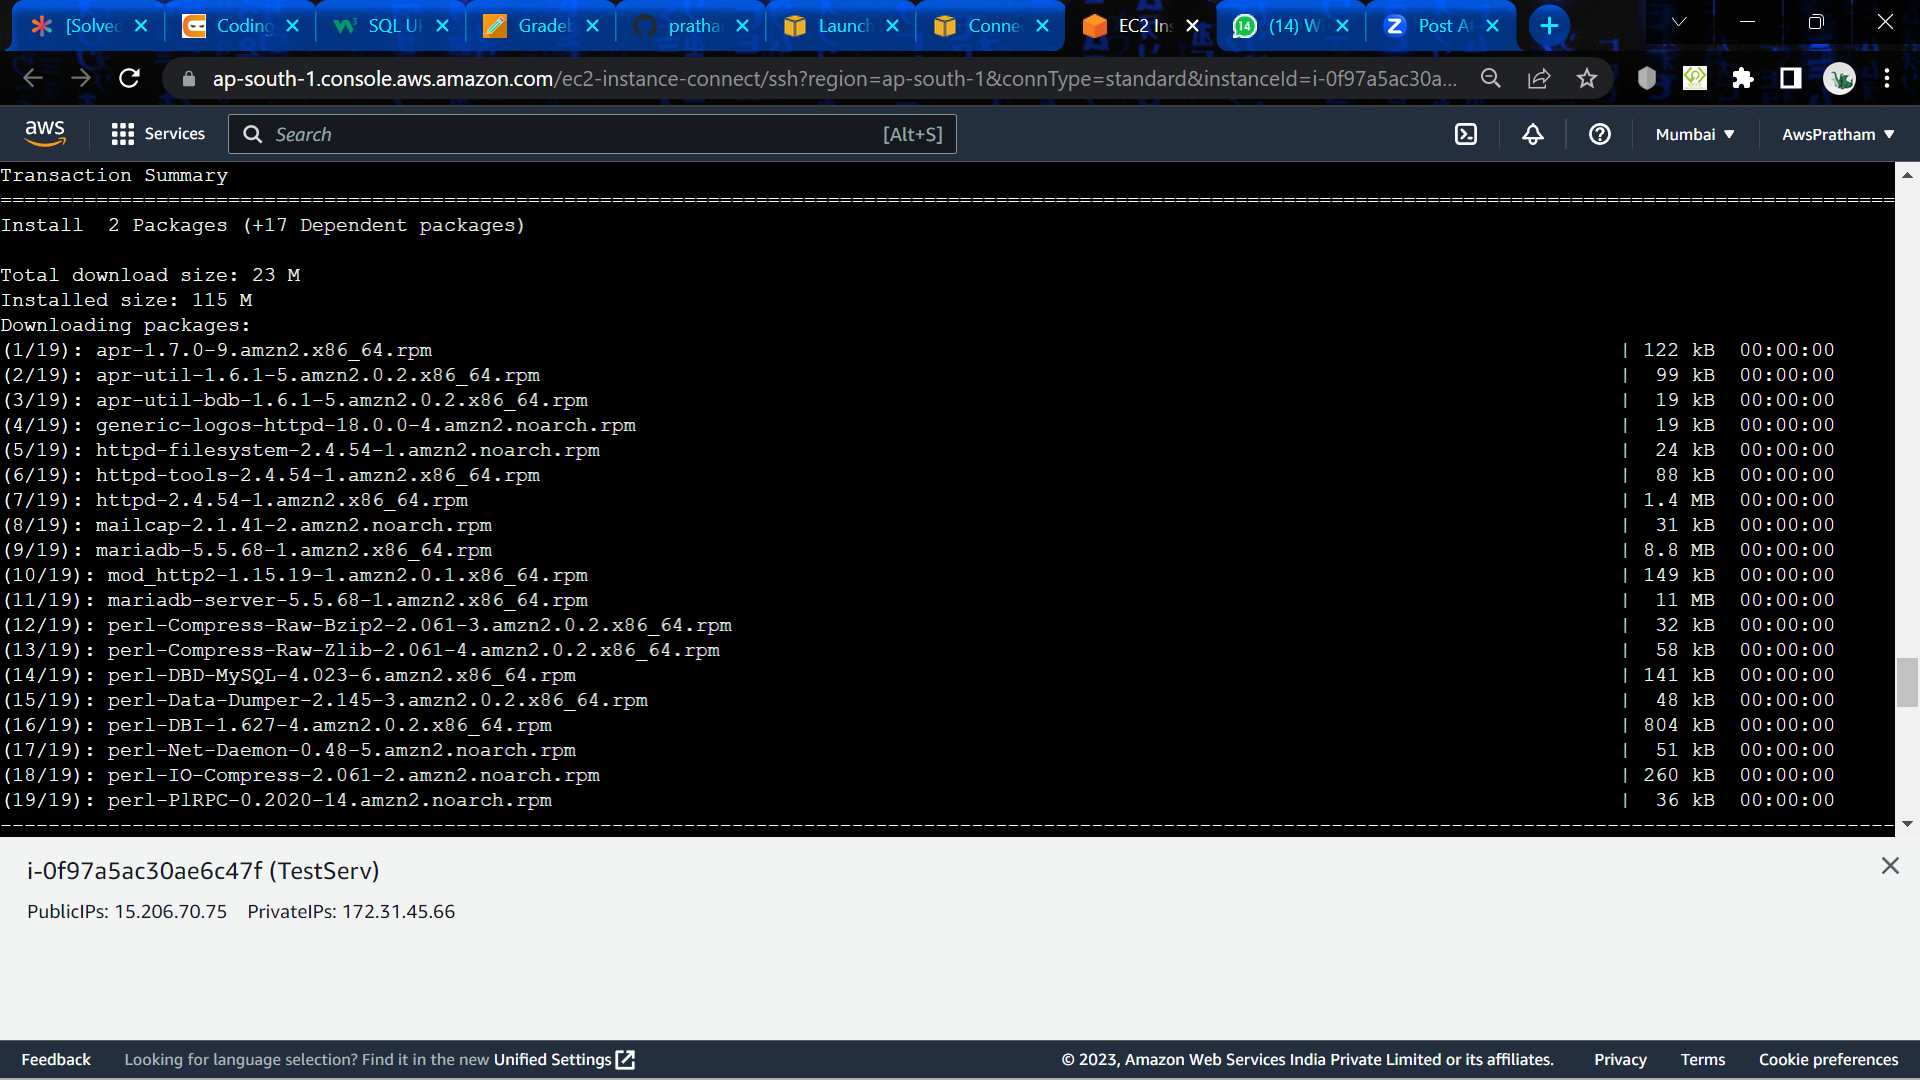 [Solved
Coding
SQL UP
Grade
pratha
Launch
Conne
EC2 Ins
(14) W
Post A
ap-south-1.console.aws.amazon.com/ec2-instance-connect/ssh?region=ap-south-1&connType=standard&instanceId=i-0f97a5ac30a...
aws Services Search [Alt+S] Mumbai AwsPratham
Transaction Summary
================================================================================
Install  2 Packages (+17 Dependent packages)
Total download size: 23 M
Installed size: 115 M
Downloading packages:
(1/19): apr-1.7.0-9.amzn2.x86_64.rpm | 122 kB 00:00:00
(2/19): apr-util-1.6.1-5.amzn2.0.2.x86_64.rpm | 99 kB 00:00:00
(3/19): apr-util-bdb-1.6.1-5.amzn2.0.2.x86_64.rpm | 19 kB 00:00:00
(4/19): generic-logos-httpd-18.0.0-4.amzn2.noarch.rpm | 19 kB 00:00:00
(5/19): httpd-filesystem-2.4.54-1.amzn2.noarch.rpm | 24 kB 00:00:00
(6/19): httpd-tools-2.4.54-1.amzn2.x86_64.rpm | 88 kB 00:00:00
(7/19): httpd-2.4.54-1.amzn2.x86_64.rpm | 1.4 MB 00:00:00
(8/19): mailcap-2.1.41-2.amzn2.noarch.rpm | 31 kB 00:00:00
(9/19): mariadb-5.5.68-1.amzn2.x86_64.rpm | 8.8 MB 00:00:00
(10/19): mod_http2-1.15.19-1.amzn2.0.1.x86_64.rpm | 149 kB 00:00:00
(11/19): mariadb-server-5.5.68-1.amzn2.x86_64.rpm | 11 MB 00:00:00
(12/19): perl-Compress-Raw-Bzip2-2.061-3.amzn2.0.2.x86_64.rpm | 32 kB 00:00:00
(13/19): perl-Compress-Raw-Zlib-2.061-4.amzn2.0.2.x86_64.rpm | 58 kB 00:00:00
(14/19): perl-DBD-MySQL-4.023-6.amzn2.x86_64.rpm | 141 kB 00:00:00
(15/19): perl-Data-Dumper-2.145-3.amzn2.0.2.x86_64.rpm | 48 kB 00:00:00
(16/19): perl-DBI-1.627-4.amzn2.0.2.x86_64.rpm | 804 kB 00:00:00
(17/19): perl-Net-Daemon-0.48-5.amzn2.noarch.rpm | 51 kB 00:00:00
(18/19): perl-IO-Compress-2.061-2.amzn2.noarch.rpm | 260 kB 00:00:00
(19/19): perl-PlRPC-0.2020-14.amzn2.noarch.rpm | 36 kB 00:00:00
--------------------------------------------------------------------------------
i-0f97a5ac30ae6c47f (TestServ)
PublicIPs: 15.206.70.75 PrivateIPs: 172.31.45.66
Feedback Looking for language selection? Find it in the new Unified Settings © 2023, Amazon Web Services India Private Limited or its affiliates. Privacy Terms Cookie preferences